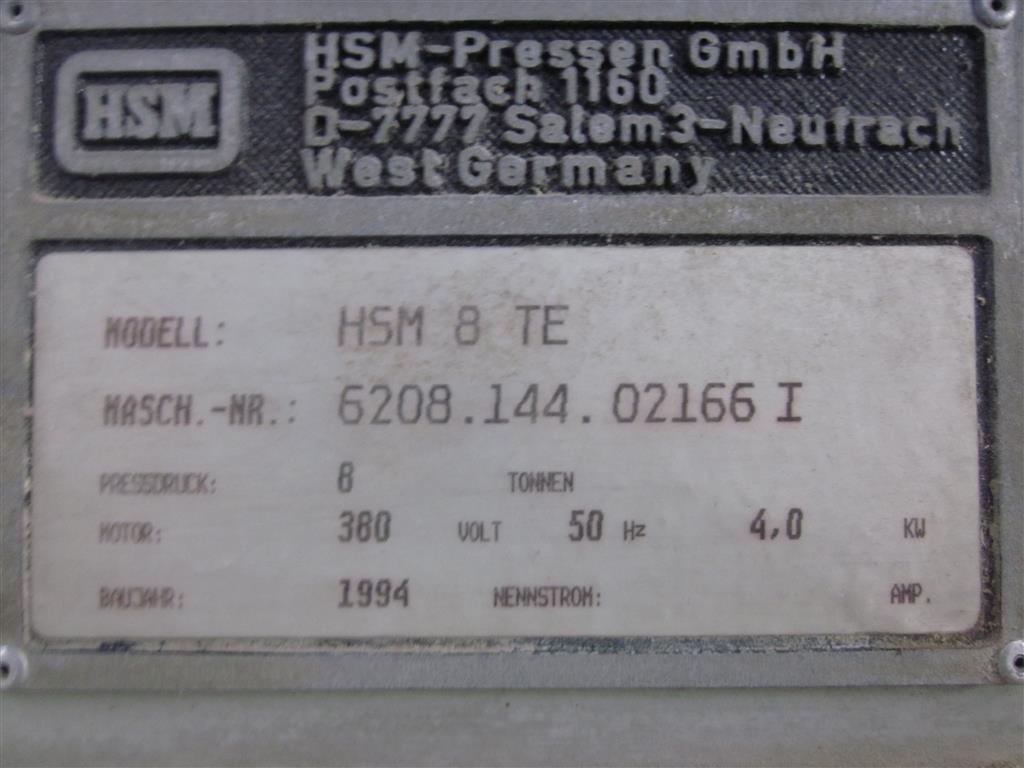 HSM
HSM-Pressen GmbH
Postfach 1160
D-7777 Salem 3-Neufrach
West Germany
MODELL: HSM 8 TE
MASCH.-NR.: 6208.144.02166 I
PRESSDRUCK: 8 TONNEN
MOTOR: 380 VOLT 50 Hz 4,0 KW
BAUJAHR: 1994 NENNSTROM: AMP.